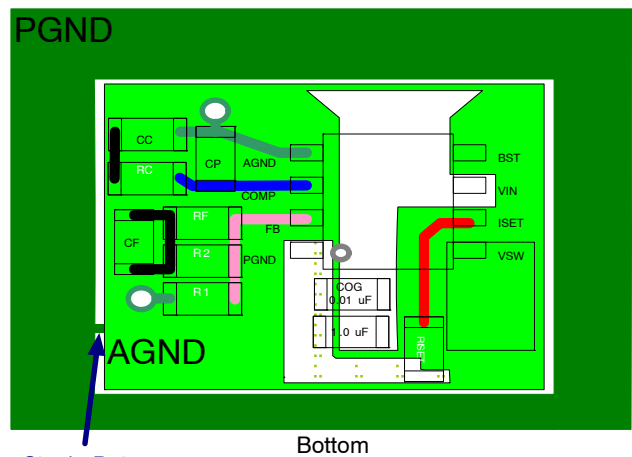 PGND
CC
RC
CP
AGND
COMP
BST
VIN
ISET
VSW
RF
FB
CF
R2
PGND
R1
COG
0.01 uF
1.0 uF
RSET
AGND
Bottom